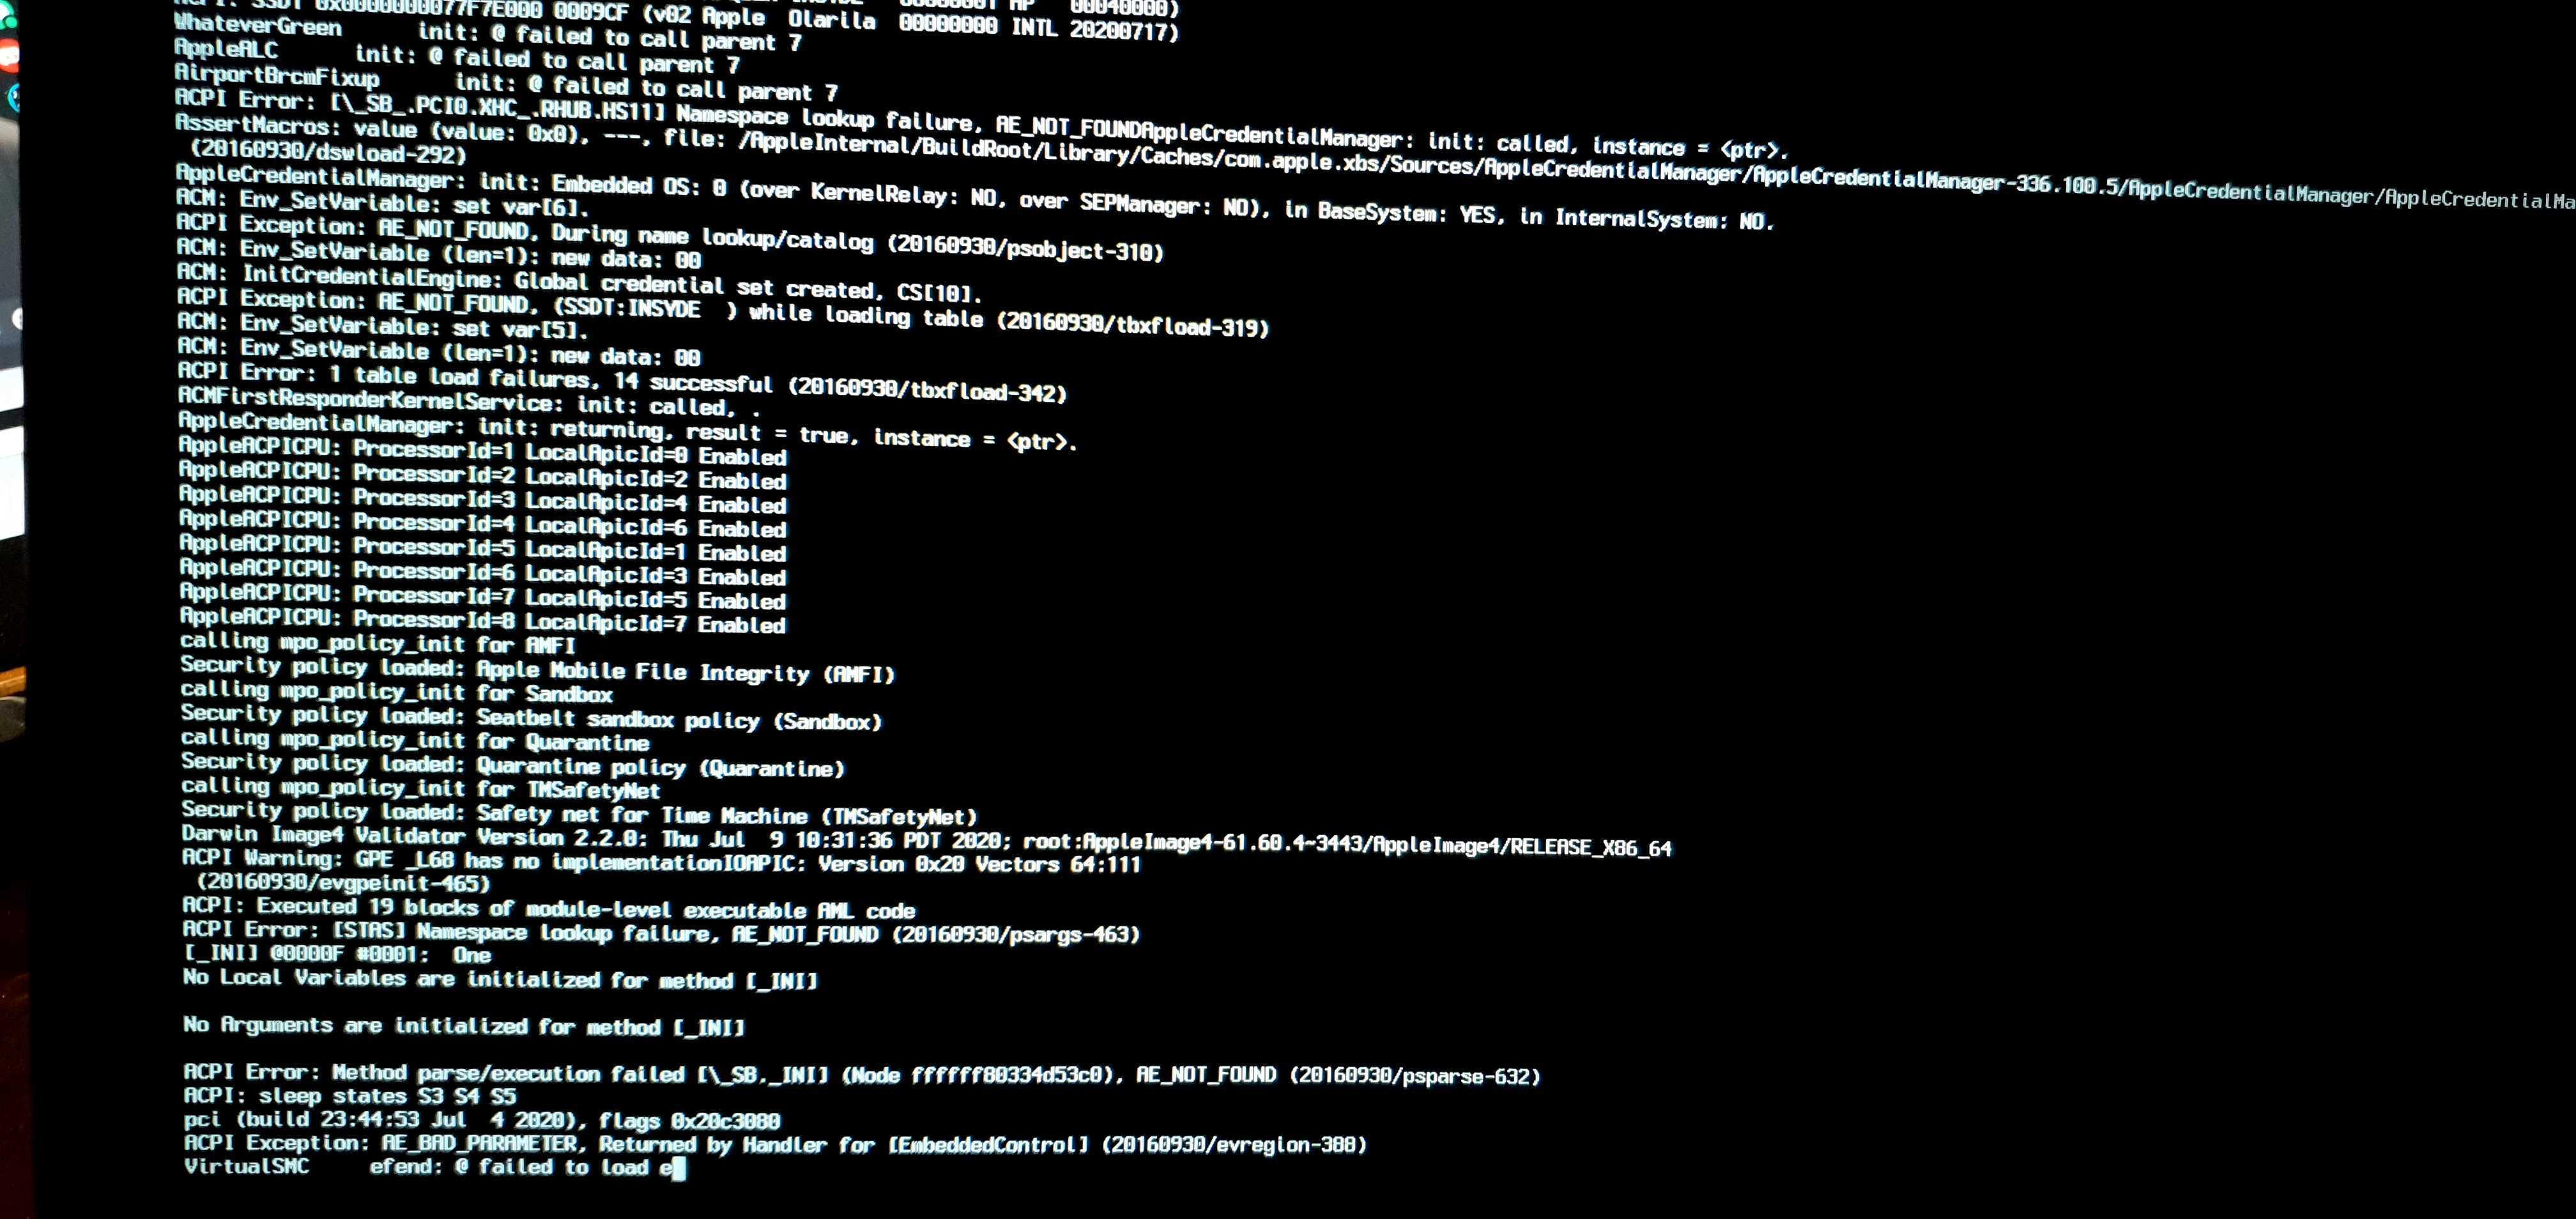 ACPI: SSDT 0x0000000077F7E000 0009CF (v02 Apple  Olarila  00000000 INTL 20200717)
WhateverGreen      init: @ failed to call parent 7
AppleALC      init: @ failed to call parent 7
AirportBrcmFixup      init: @ failed to call parent 7
ACPI Error: [\_SB_.PCI0.XHC_.RHUB.HS11] Namespace lookup failure, AE_NOT_FOUNDAppleCredentialManager: init: called, instance = <ptr>.
AssertMacros: value (value: 0x0), ---, file: /AppleInternal/BuildRoot/Library/Caches/com.apple.xbs/Sources/AppleCredentialManager/AppleCredentialManager-336.100.5/AppleCredentialManager/AppleCredentialMa
 (20160930/dswload-292)
AppleCredentialManager: init: Embedded OS: 0 (over KernelRelay: NO, over SEPManager: NO), in BaseSystem: YES, in InternalSystem: NO.
ACM: Env_SetVariable: set var[6].
ACPI Exception: AE_NOT_FOUND, During name lookup/catalog (20160930/psobject-310)
ACM: Env_SetVariable (len=1): new data: 00
ACM: InitCredentialEngine: Global credential set created, CS[10].
ACPI Exception: AE_NOT_FOUND, (SSDT:INSYDE  ) while loading table (20160930/tbxfload-319)
ACM: Env_SetVariable: set var[5].
ACM: Env_SetVariable (len=1): new data: 00
ACPI Error: 1 table load failures, 14 successful (20160930/tbxfload-342)
ACMFirstResponderKernelService: init: called, .
AppleCredentialManager: init: returning, result = true, instance = <ptr>.
AppleACPICPU: ProcessorId=1 LocalApicId=0 Enabled
AppleACPICPU: ProcessorId=2 LocalApicId=2 Enabled
AppleACPICPU: ProcessorId=3 LocalApicId=4 Enabled
AppleACPICPU: ProcessorId=4 LocalApicId=6 Enabled
AppleACPICPU: ProcessorId=5 LocalApicId=1 Enabled
AppleACPICPU: ProcessorId=6 LocalApicId=3 Enabled
AppleACPICPU: ProcessorId=7 LocalApicId=5 Enabled
AppleACPICPU: ProcessorId=8 LocalApicId=7 Enabled
calling mpo_policy_init for AMFI
Security policy loaded: Apple Mobile File Integrity (AMFI)
calling mpo_policy_init for Sandbox
Security policy loaded: Seatbelt sandbox policy (Sandbox)
calling mpo_policy_init for Quarantine
Security policy loaded: Quarantine policy (Quarantine)
calling mpo_policy_init for TMSafetyNet
Security policy loaded: Safety net for Time Machine (TMSafetyNet)
Darwin Image4 Validator Version 2.2.0: Thu Jul  9 10:31:36 PDT 2020; root:AppleImage4-61.60.4~3443/AppleImage4/RELEASE_X86_64
ACPI Warning: GPE _L6B has no implementationIOAPIC: Version 0x20 Vectors 64:111
 (20160930/evgpeinit-465)
ACPI: Executed 19 blocks of module-level executable AML code
ACPI Error: [STAS] Namespace lookup failure, AE_NOT_FOUND (20160930/psargs-463)
[_INI] @0000F #0001:  One
No Local Variables are initialized for method [_INI]
No Arguments are initialized for method [_INI]
ACPI Error: Method parse/execution failed [\_SB._INI] (Node ffffff80334d53c0), AE_NOT_FOUND (20160930/psparse-632)
ACPI: sleep states S3 S4 S5
pci (build 23:44:53 Jul  4 2020), flags 0x20c3080
ACPI Exception: AE_BAD_PARAMETER, Returned by Handler for [EmbeddedControl] (20160930/evregion-388)
VirtualSMC     efend: @ failed to load e